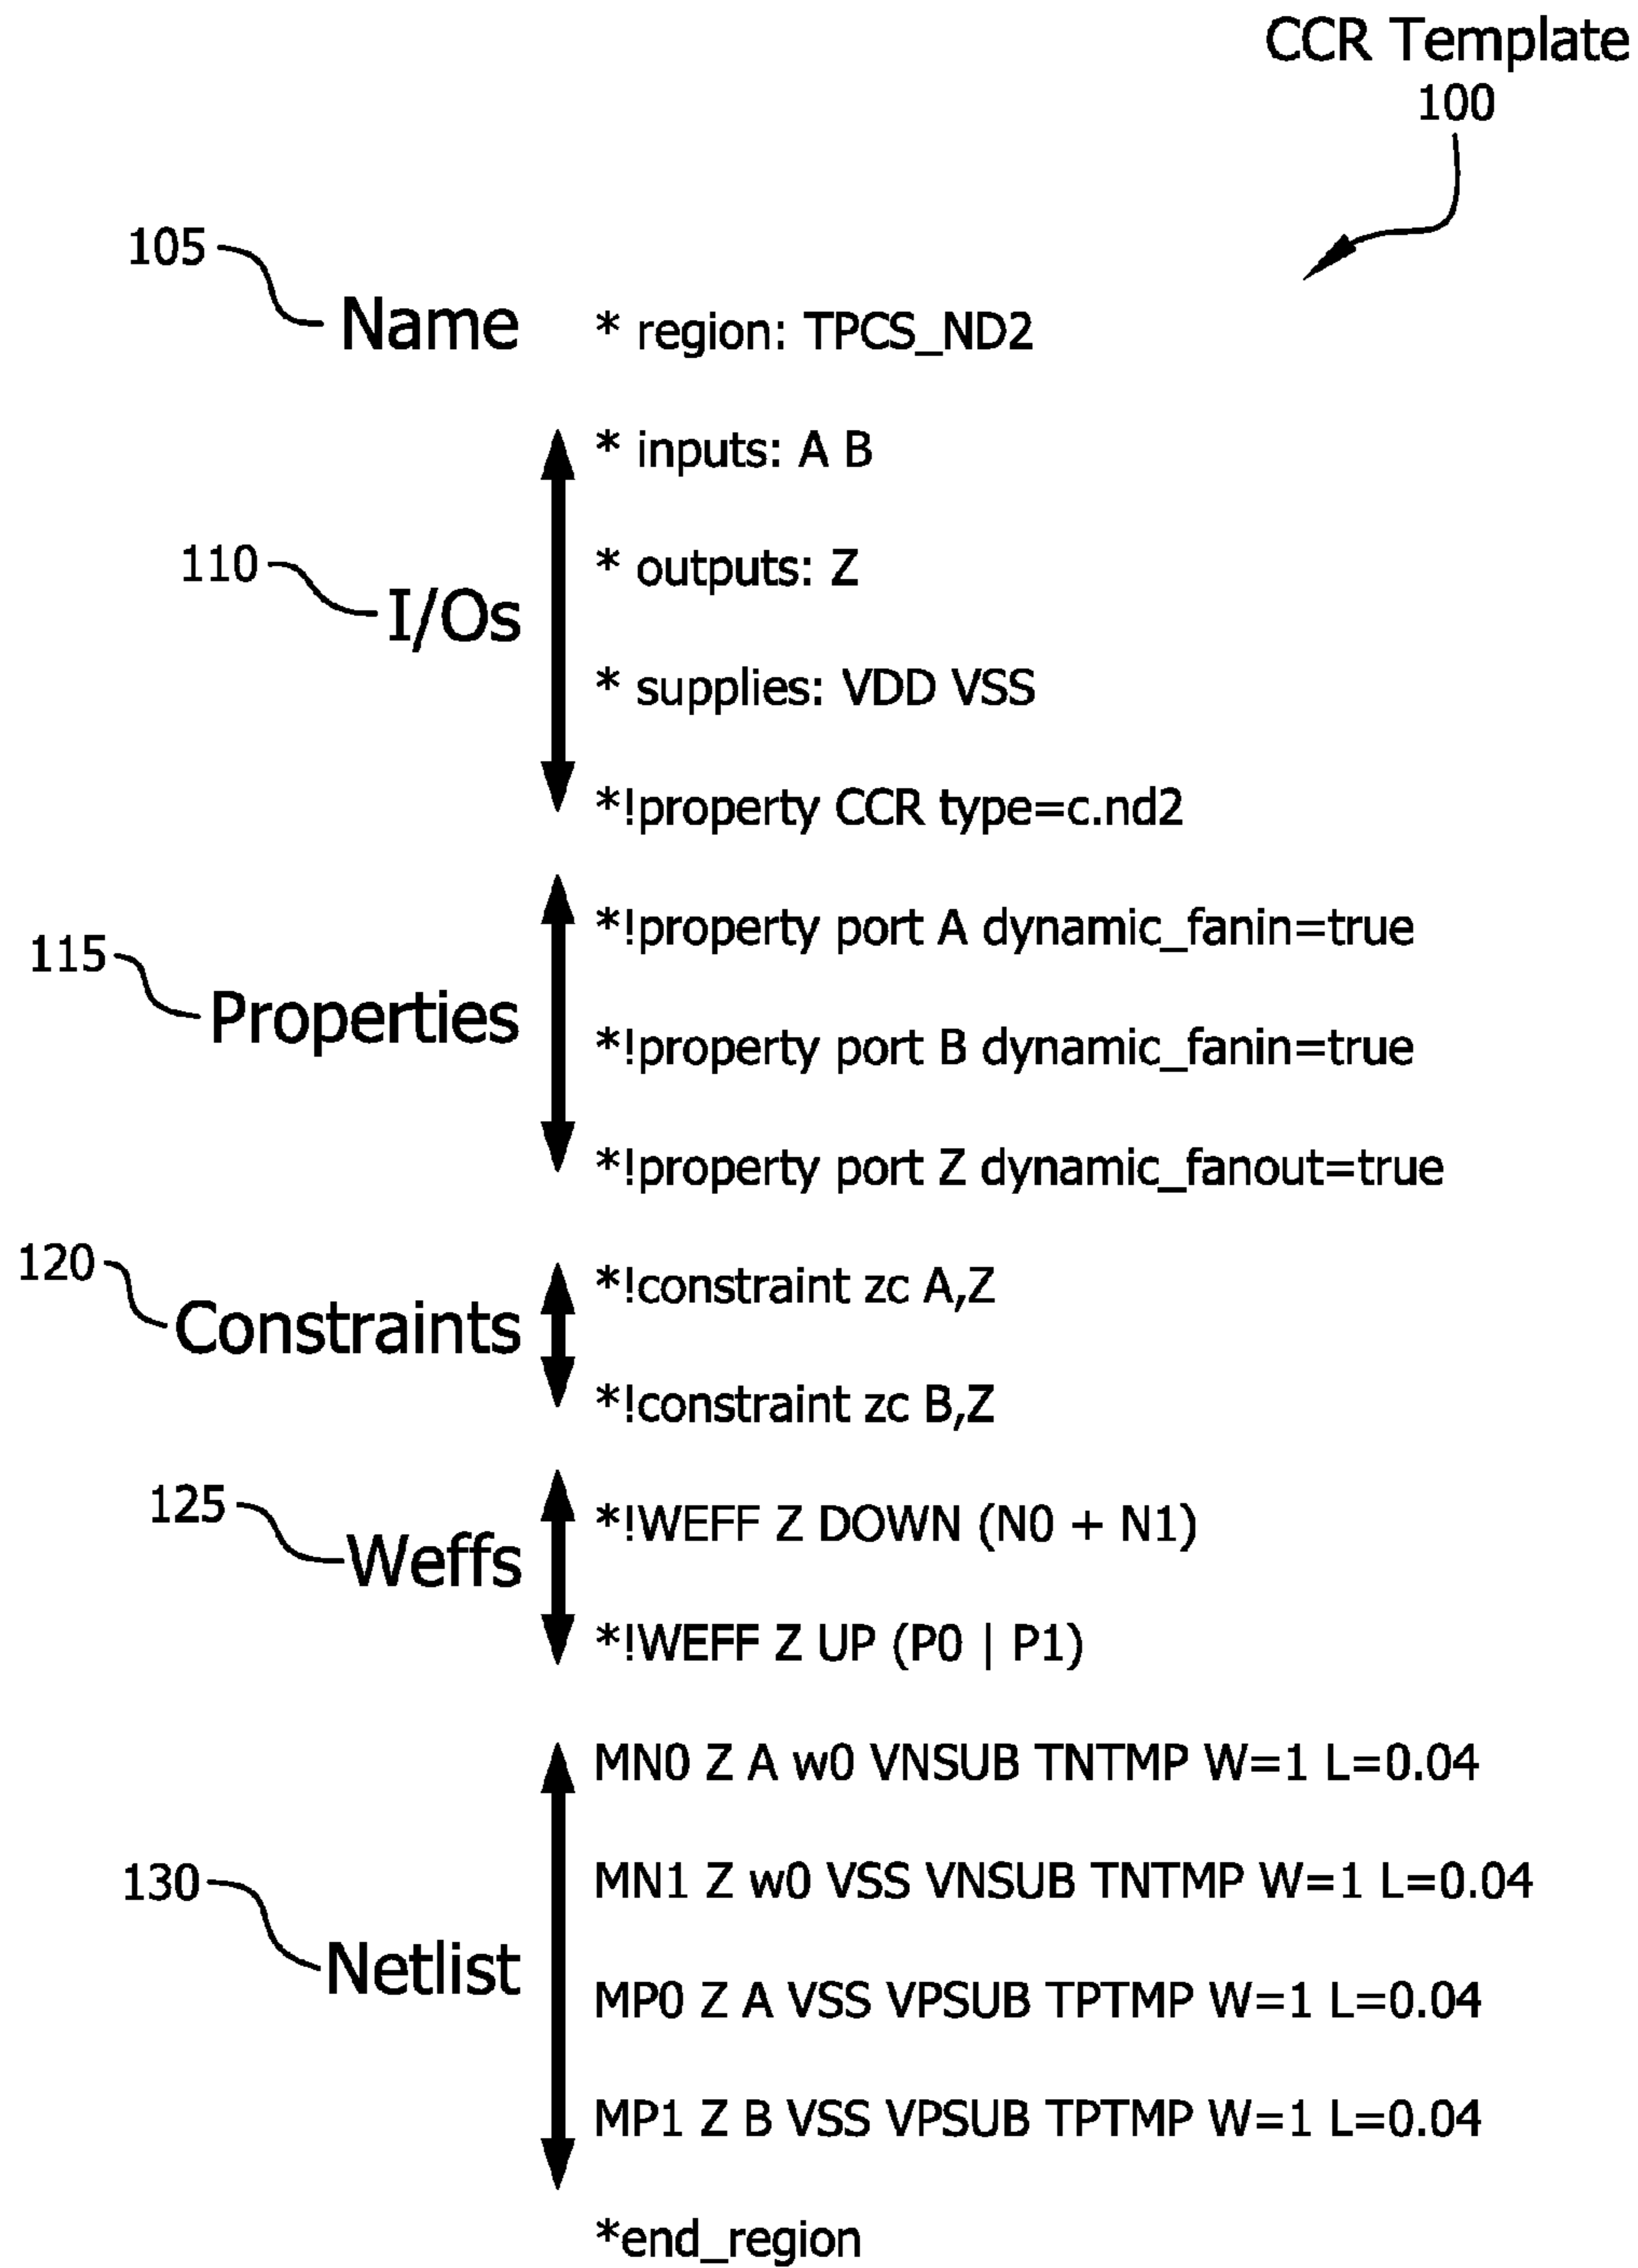 CCR Template
100
105
Name * region: TPCS_ND2
* inputs: A B
110
* outputs: Z
I/Os
* supplies: VDD VSS
*!property CCR type=c.nd2
*!property port A dynamic_fanin=true
115
Properties
*!property port B dynamic_fanin=true
*!property port Z dynamic_fanout=true
120
*!constraint zc A,Z
Constraints
*!constraint zc B,Z
125
*!WEFF Z DOWN (N0 + N1)
Weffs
*!WEFF Z UP (P0 | P1)
MN0 Z A w0 VNSUB TNTMP W=1 L=0.04
130
MN1 Z w0 VSS VNSUB TNTMP W=1 L=0.04
Netlist
MP0 Z A VSS VPSUB TPTMP W=1 L=0.04
MP1 Z B VSS VPSUB TPTMP W=1 L=0.04
*end_region